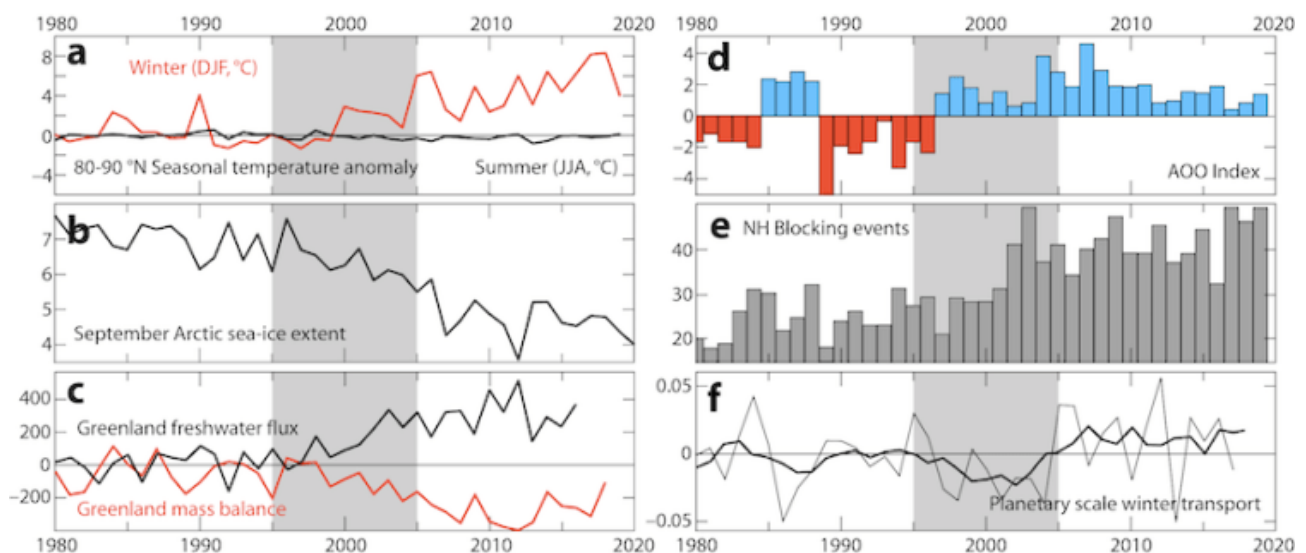 1980 1990 2000 2010 2020
a
8
4
0
−4
Winter (DJF, °C)
80-90 °N Seasonal temperature anomaly
Summer (JJA, °C)
b
7
6
5
4
September Arctic sea-ice extent
c
400
200
0
−200
Greenland freshwater flux
Greenland mass balance
1980 1990 2000 2010 2020
1980 1990 2000 2010 2020
d
4
2
0
−2
−4
AOO Index
e
40
30
20
NH Blocking events
f
0.05
0
−0.05
Planetary scale winter transport
1980 1990 2000 2010 2020